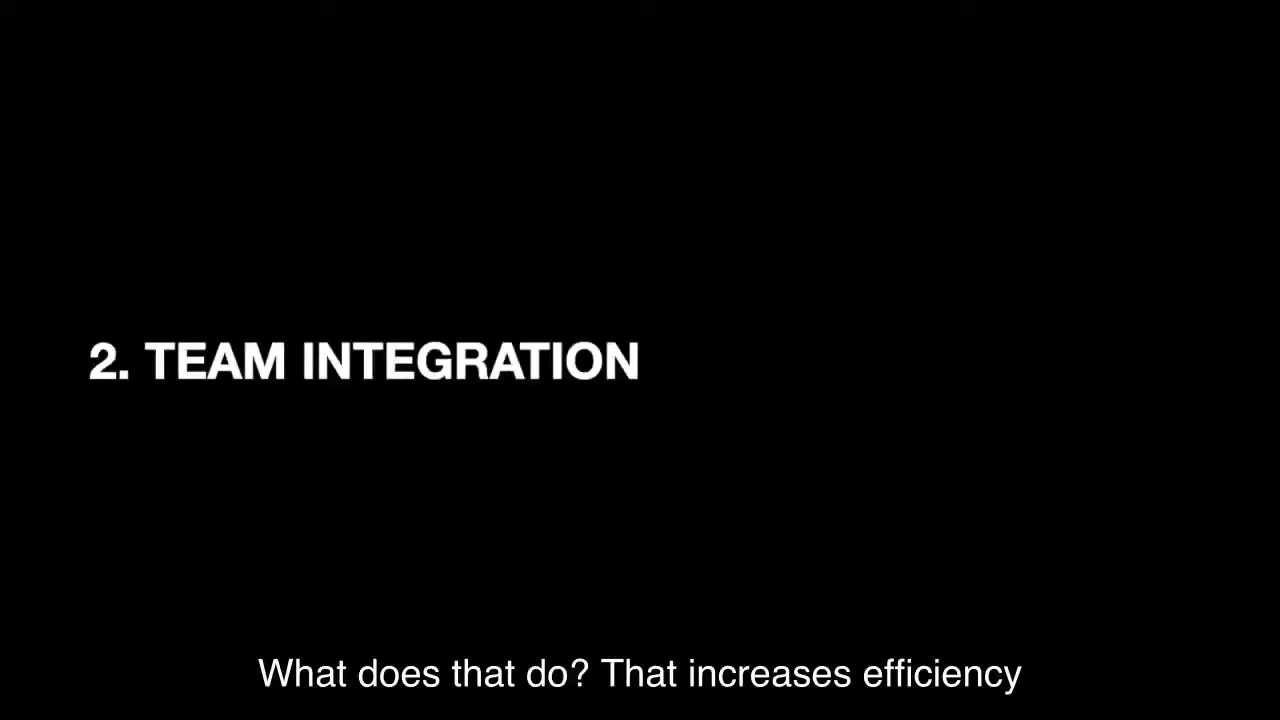 2. TEAM INTEGRATION
What does that do? That increases efficiency